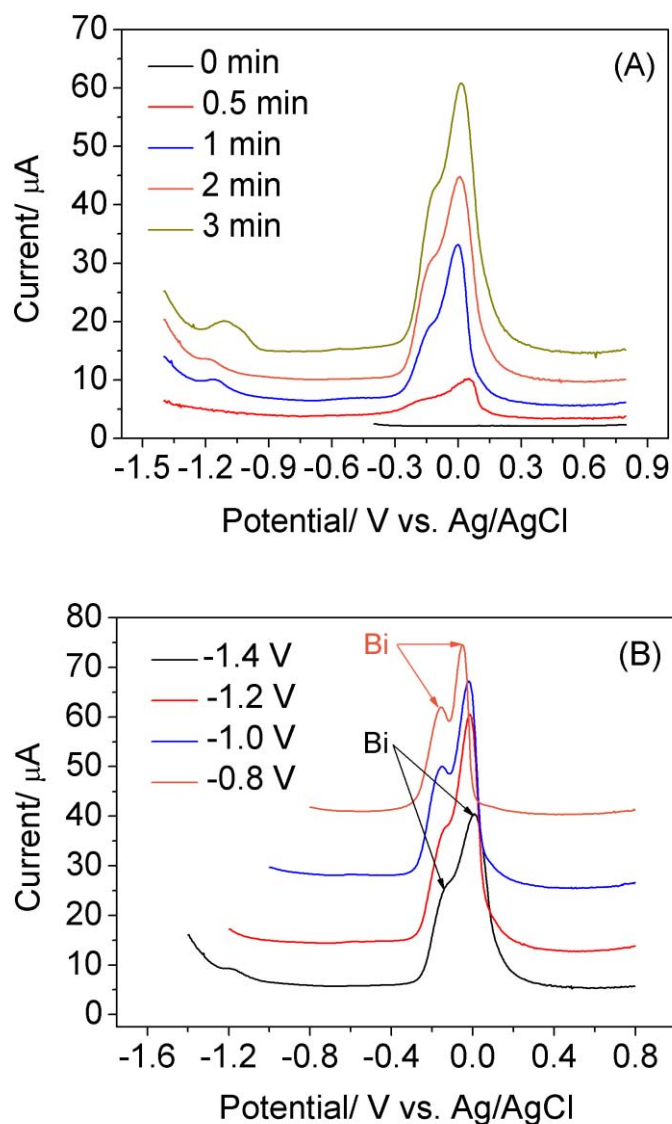 (A)
0 min
0.5 min
1 min
2 min
3 min
Current/ μA
70
60
50
40
30
20
10
0
-1.5 -1.2 -0.9 -0.6 -0.3 0.0 0.3 0.6 0.9
Potential/ V vs. Ag/AgCl
(B)
-1.4 V
-1.2 V
-1.0 V
-0.8 V
Bi
Bi
Current/ μA
80
70
60
50
40
30
20
10
0
-1.6 -1.2 -0.8 -0.4 0.0 0.4 0.8
Potential/ V vs. Ag/AgCl